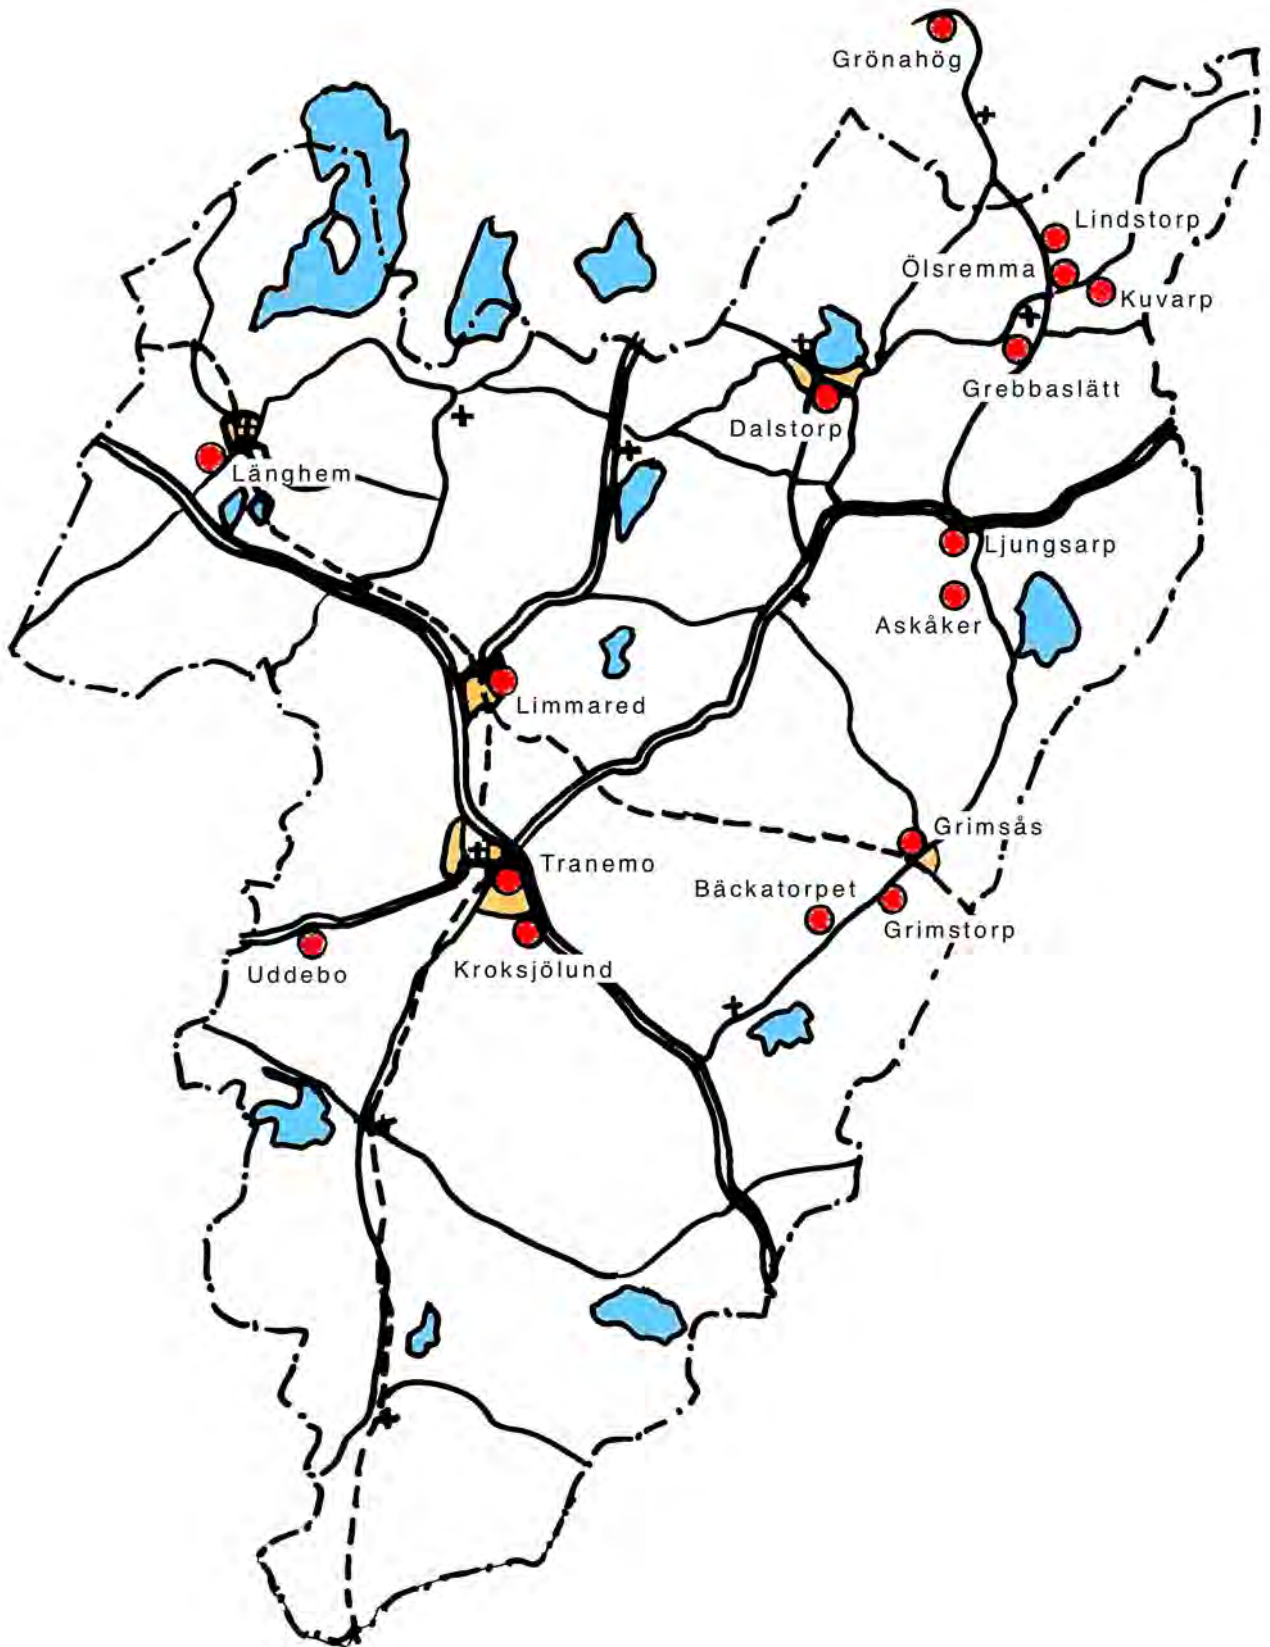 Grönahög
Lindstorp
Ölsremma
Kuvarp
Grebbaslätt
Dalstorp
Länghem
Ljungsarp
Askåker
Limmared
Grimsås
Tranemo
Bäckatorpet
Grimstorp
Uddebo
Kroksjölund